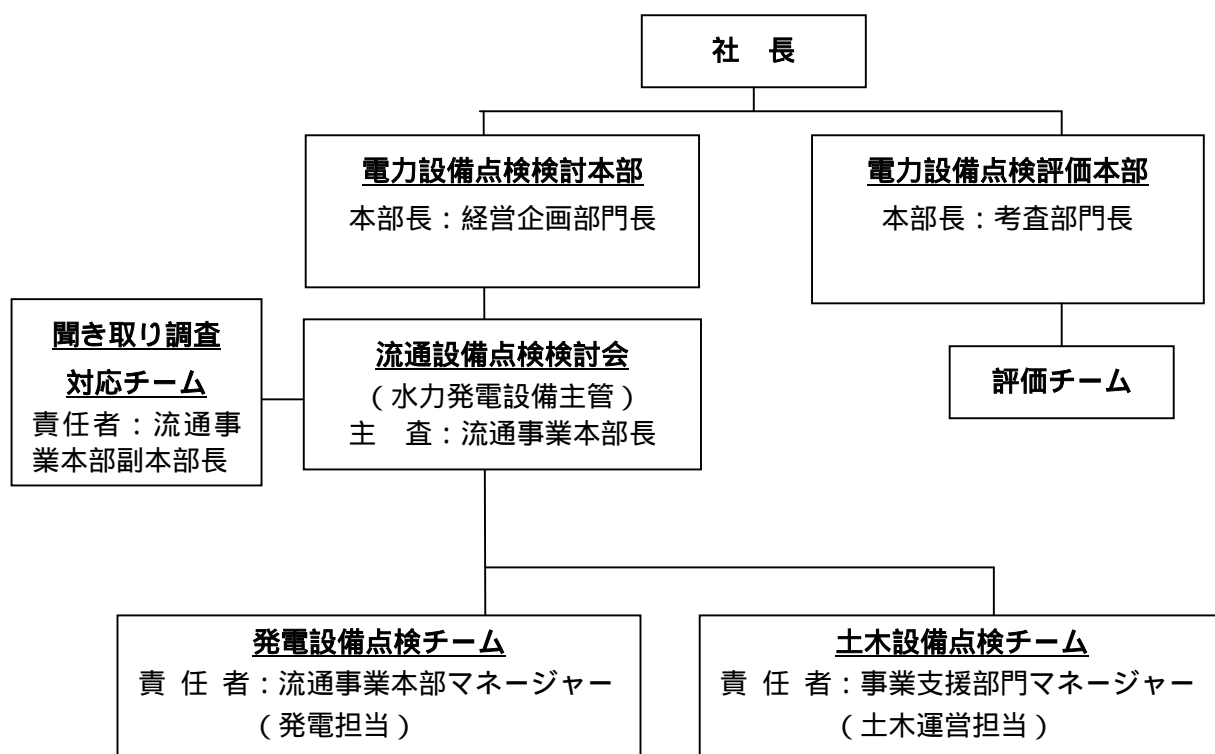 社　長
電力設備点検検討本部
本部長：経営企画部門長
電力設備点検評価本部
本部長：考査部門長
聞き取り調査
対応チーム
責任者：流通事
業本部副本部長
流通設備点検検討会
（水力発電設備主管）
主　査：流通事業本部長
評価チーム
発電設備点検チーム
責 任 者：流通事業本部マネージャー
（発電担当）
土木設備点検チーム
責 任 者：事業支援部門マネージャー
（土木運営担当）